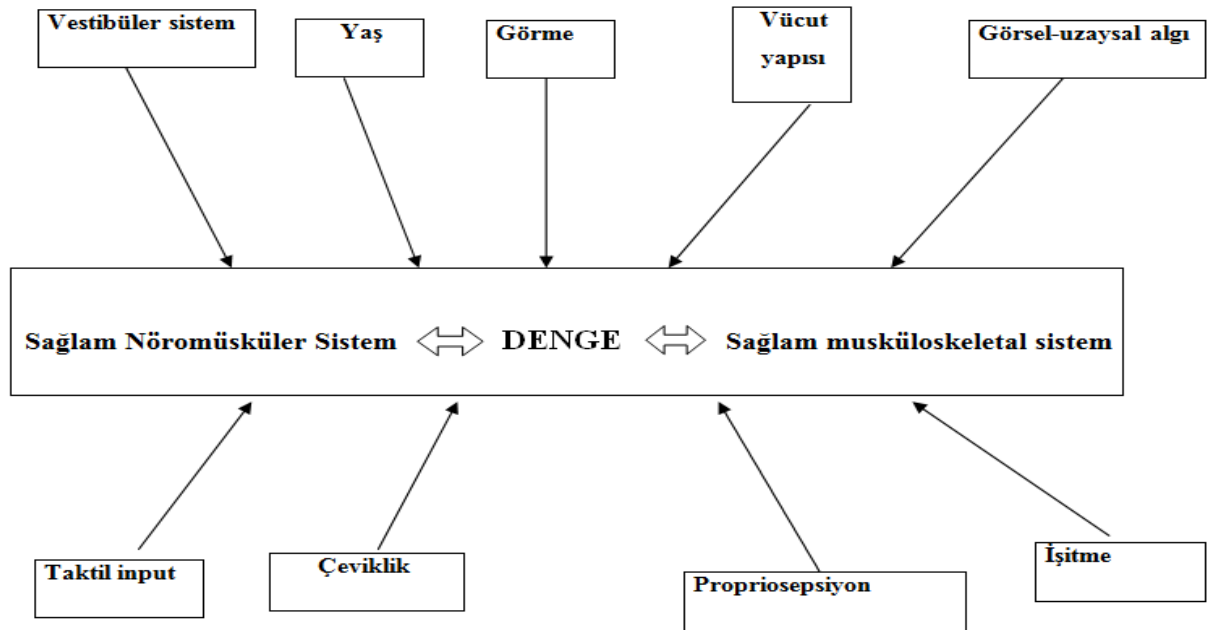 Vestibüler sistem
Yaş
Görme
Vücut
yapısı
Görsel-uzaysal algı
Sağlam Nöromüsküler Sistem
DENGE
Sağlam musküloskeletal sistem
Taktil input
Çeviklik
Propriosepsiyon
İşitme